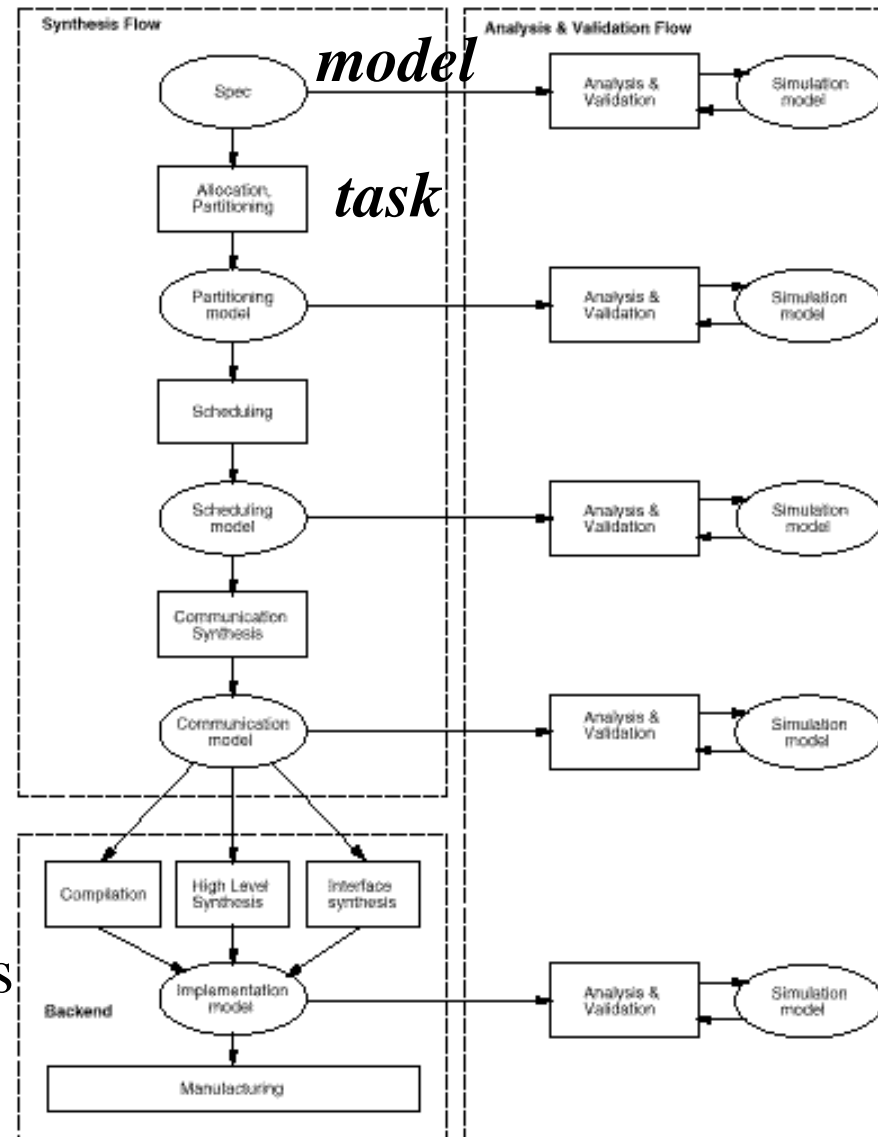 Synthesis Flow
Analysis & Validation Flow
model
Spec
Analysis &
Validation
Simulation
model
Allocation,
Partitioning
task
Partitioning
model
Analysis &
Validation
Simulation
model
Scheduling
Scheduling
model
Analysis &
Validation
Simulation
model
Communication
Synthesis
Communication
model
Analysis &
Validation
Simulation
model
Compilation
High Level
Synthesis
Interface
synthesis
s
Backend
Implementation
model
Analysis &
Validation
Simulation
model
Manufacturing